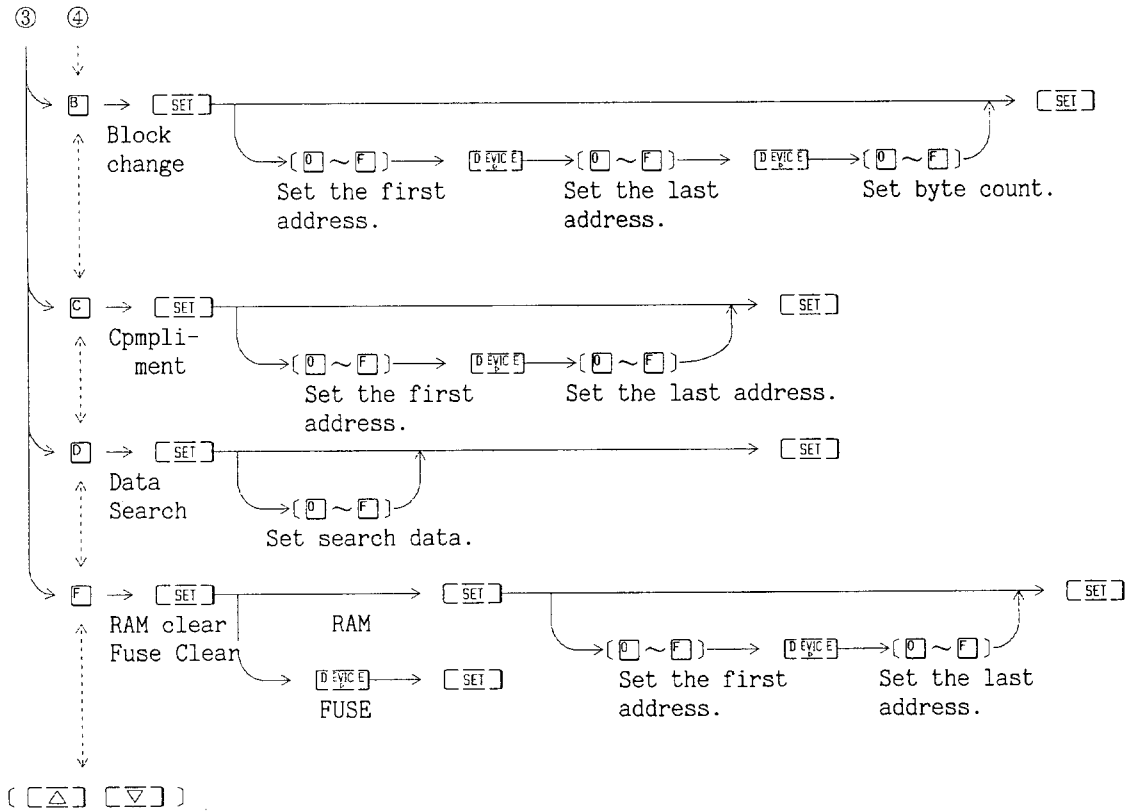 ③ ④
B → SET → SET
Block
change
( 0 ~ F ) → DEVICE → ( 0 ~ F ) → DEVICE → ( 0 ~ F )
Set the first
address.
Set the last
address.
Set byte count.
C → SET → SET
Cpmpli-
ment
( 0 ~ F ) → DEVICE → ( 0 ~ F )
Set the first
address.
Set the last address.
D → SET → SET
Data
Search
( 0 ~ F )
Set search data.
F → SET → SET → SET
RAM clear
Fuse Clear
RAM
( 0 ~ F ) → DEVICE → ( 0 ~ F )
DEVICE → SET
FUSE
Set the first
address.
Set the last
address.
( △ ▽ )